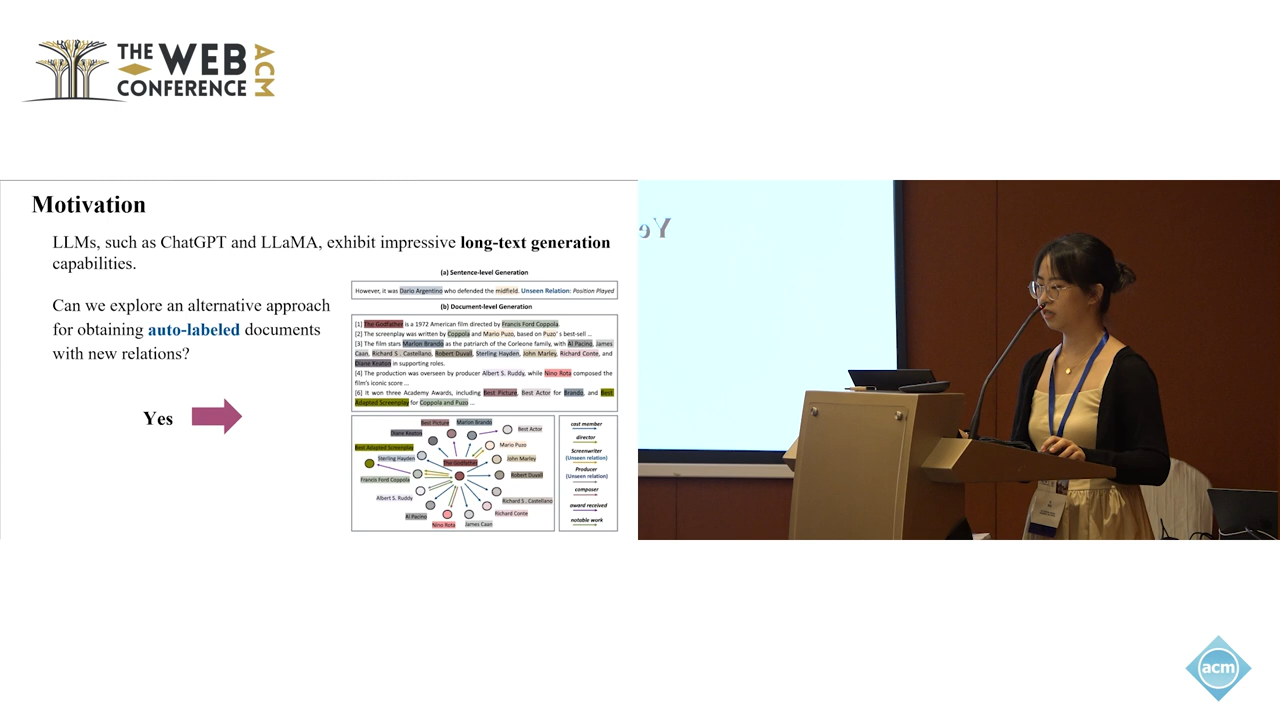 THE WEB
CONFERENCE
ACM
Motivation
LLMs, such as ChatGPT and LLaMA, exhibit impressive long-text generation
capabilities.
Can we explore an alternative approach
for obtaining auto-labeled documents
with new relations?
Yes
(a) Sentence-level Generation
However, it was Dario Argentino who defended the midfield. Unseen Relation: Position Played
(b) Document-level Generation
[1] The Godfather is a 1972 American film directed by Francis Ford Coppola.
[2] The screenplay was written by Coppola and Mario Puzo, based on Puzo's best-sell ...
[3] The film stars Marlon Brando as the patriarch of the Corleone family, with Al Pacino, James
Caan, Richard S . Castellano, Robert Duvall, Sterling Hayden, John Marley, Richard Conte, and
Diane Keaton in supporting roles.
[4] The production was overseen by producer Albert S. Ruddy, while Nino Rota composed the
film's iconic score ...
[6] It won three Academy Awards, including Best Picture, Best Actor for Brando, and Best
Adapted Screenplay for Coppola and Puzo ...
Best Picture
Marlon Brando
Diane Keaton
Best Actor
Best Adapted Screenplay
Mario Puzo
Sterling Hayden
The Godfather
John Marley
Francis Ford Coppola
Robert Duvall
Albert S. Ruddy
Richard S . Castellano
Al Pacino
Richard Conte
Nino Rota
James Caan
cast member
director
Screenwriter
(Unseen relation)
Producer
(Unseen relation)
composer
award received
notable work
Ye
acm